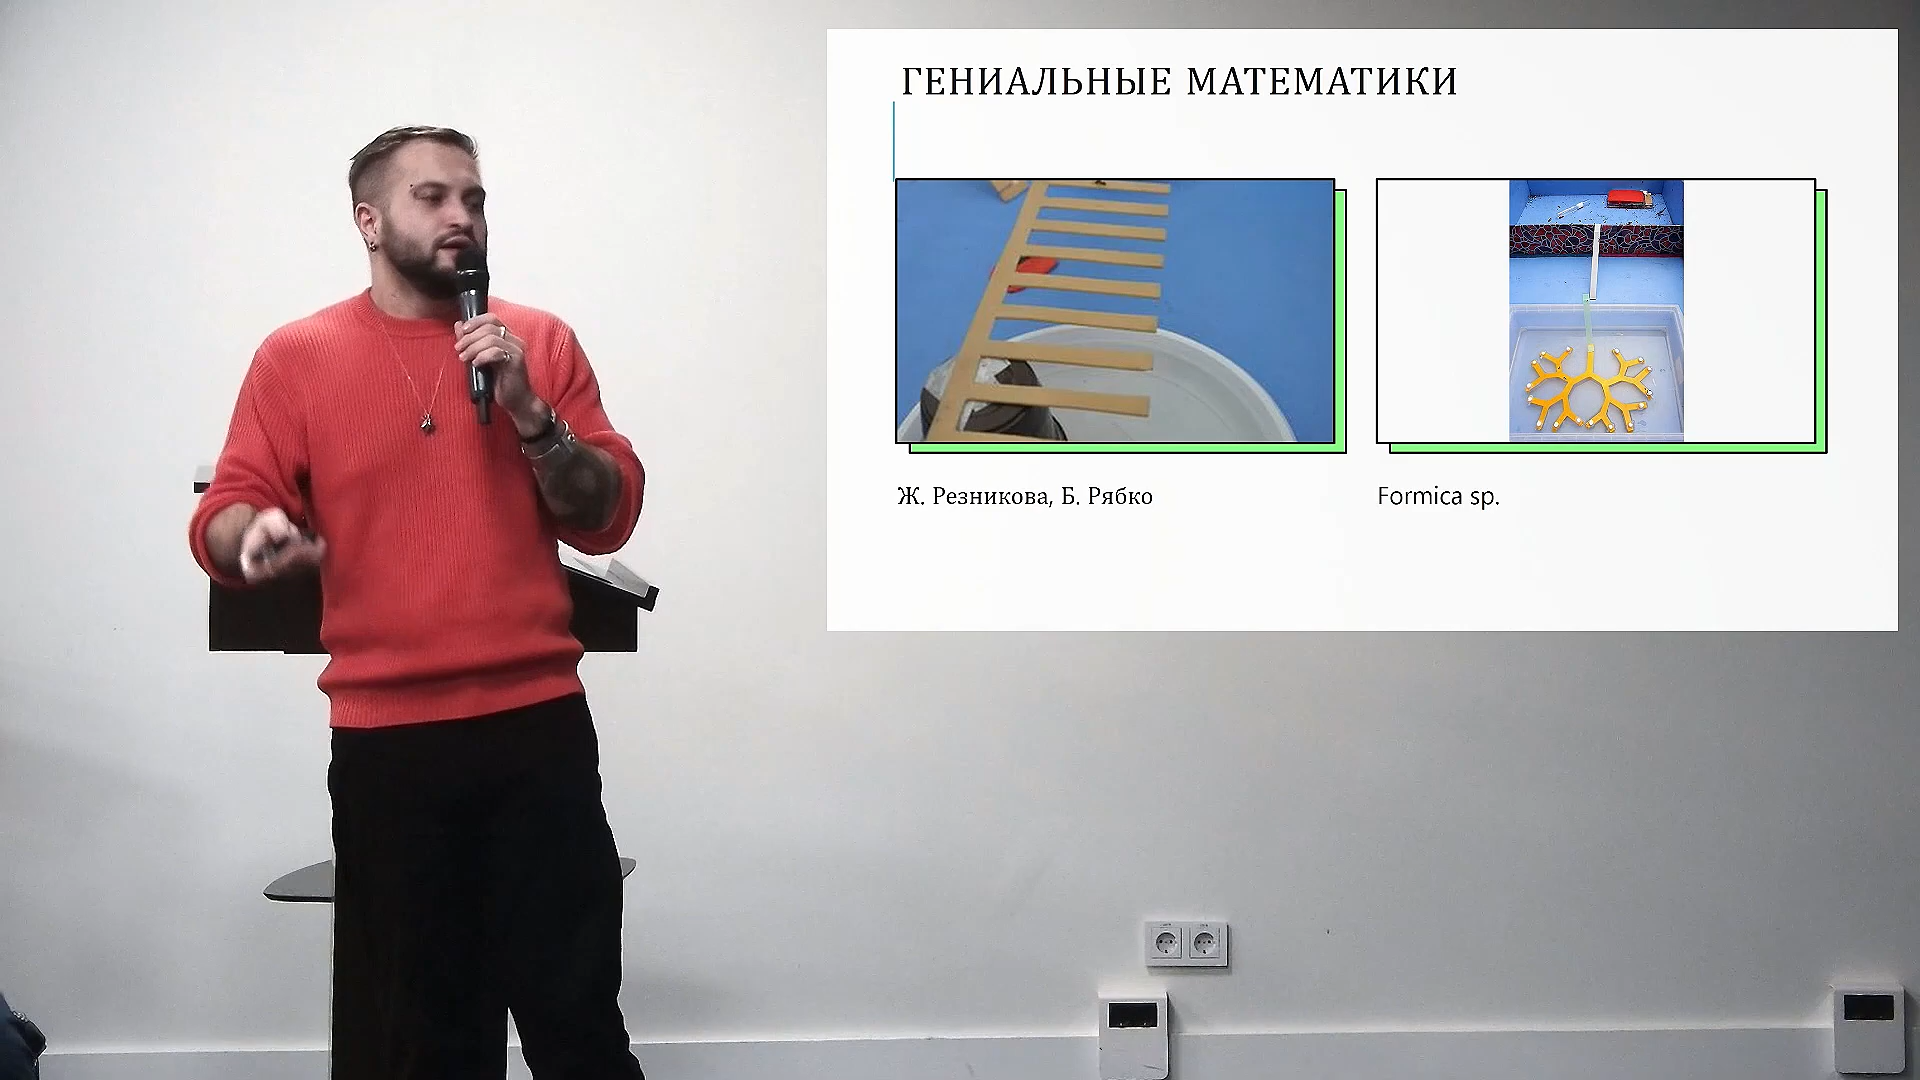 ГЕНИАЛЬНЫЕ МАТЕМАТИКИ
Ж. Резникова, Б. Рябко
Formica sp.